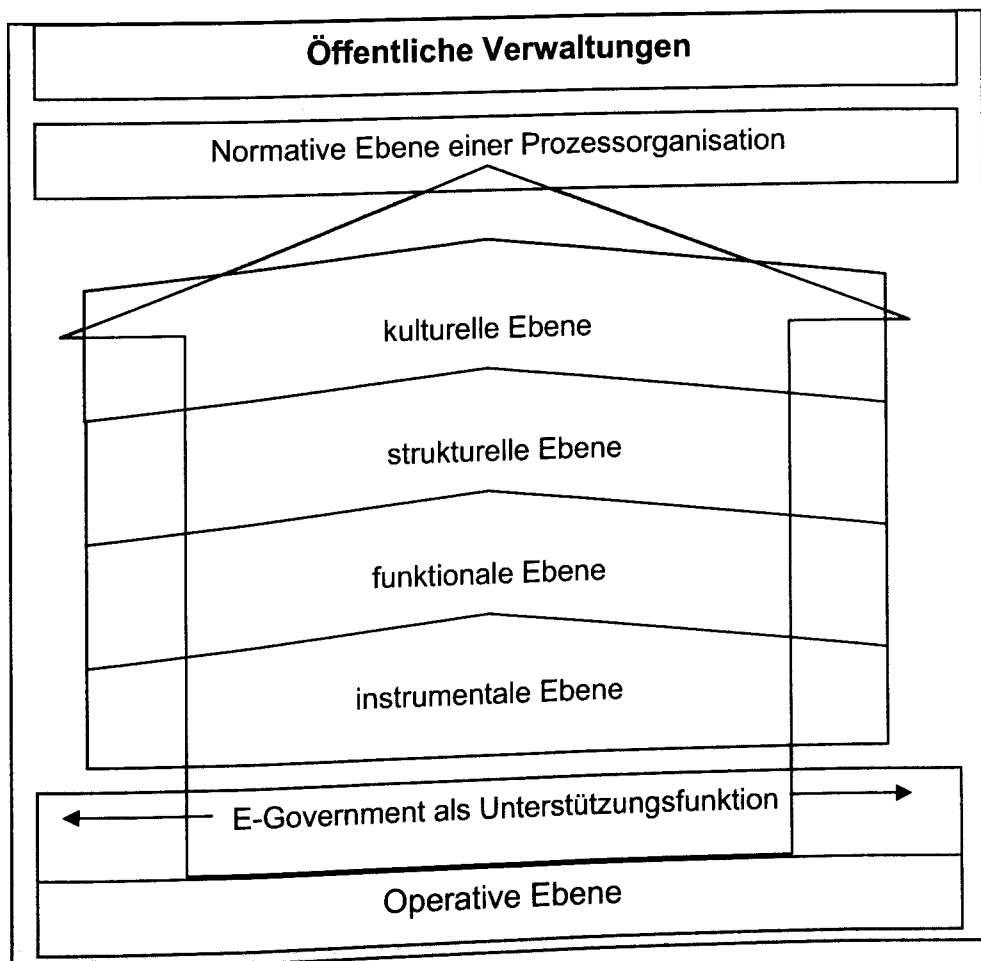 Öffentliche Verwaltungen
Normative Ebene einer Prozessorganisation
kulturelle Ebene
strukturelle Ebene
funktionale Ebene
instrumentale Ebene
E-Government als Unterstützungsfunktion
Operative Ebene